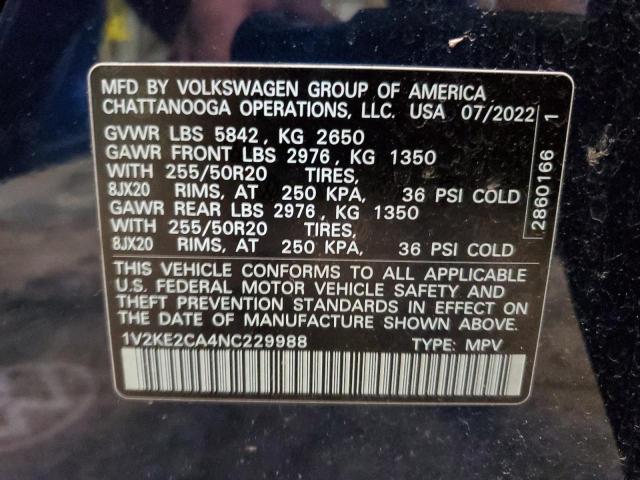 MFD BY VOLKSWAGEN GROUP OF AMERICA
CHATTANOOGA OPERATIONS, LLC. USA 07/2022
GVWR LBS 5842, KG 2650
GAWR FRONT LBS 2976, KG 1350
WITH 255/50R20 TIRES,
8JX20 RIMS, AT 250 KPA, 36 PSI COLD
GAWR REAR LBS 2976, KG 1350
WITH 255/50R20 TIRES,
8JX20 RIMS, AT 250 KPA, 36 PSI COLD
THIS VEHICLE CONFORMS TO ALL APPLICABLE
U.S. FEDERAL MOTOR VEHICLE SAFETY AND
THEFT PREVENTION STANDARDS IN EFFECT ON
THE DATE OF MANUFACTURE SHOWN ABOVE.
1V2KE2CA4NC229988 TYPE: MPV
2860166 1